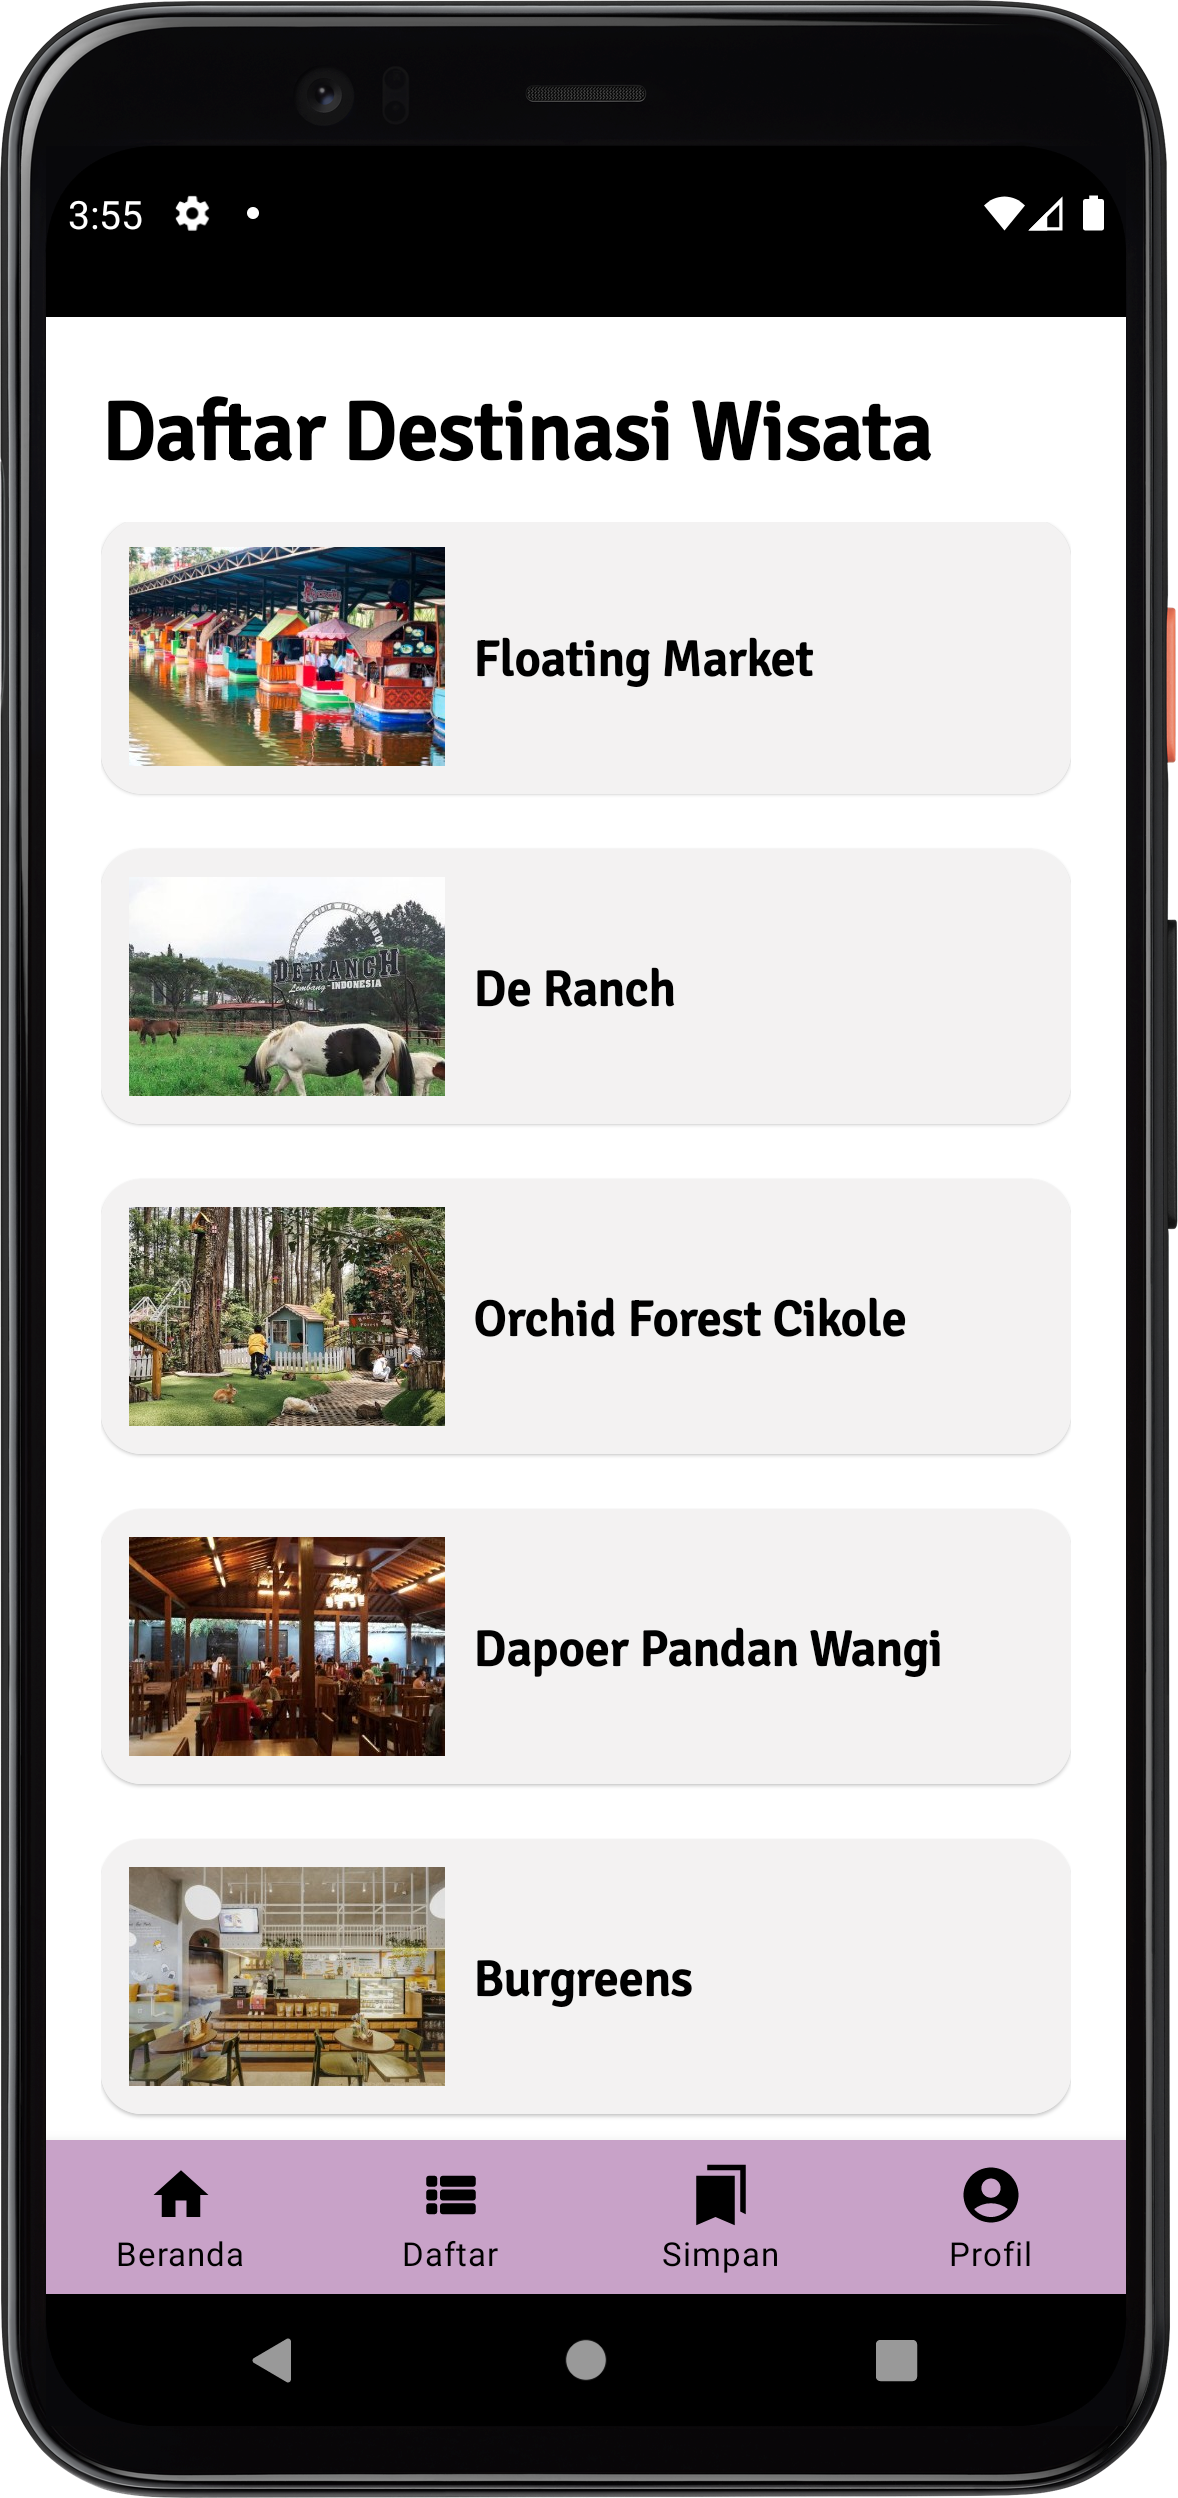 3:55
Daftar Destinasi Wisata
Floating Market
DE RANCH
Lembang-INDONESIA
De Ranch
Orchid Forest Cikole
Dapoer Pandan Wangi
Burgreens
Beranda
Daftar
Simpan
Profil